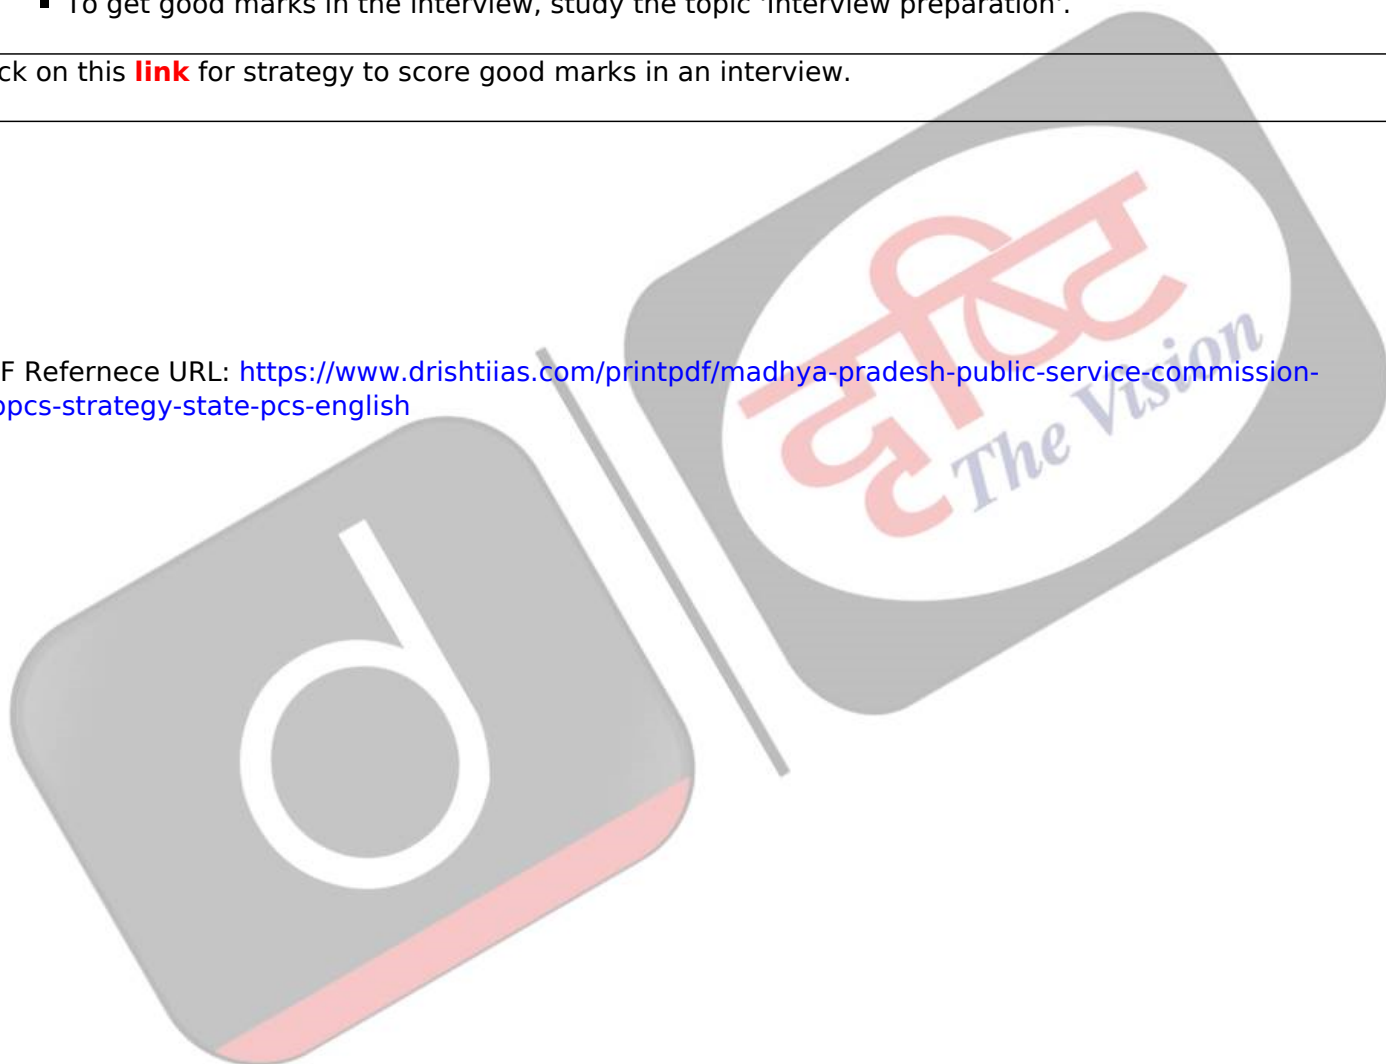 ▪ To get good marks in the interview, study the topic 'Interview preparation'.
ck on this link for strategy to score good marks in an interview.
F Refernece URL: https://www.drishtiias.com/printpdf/madhya-pradesh-public-service-commission-
ppcs-strategy-state-pcs-english
दृष्टि
The Vision
d